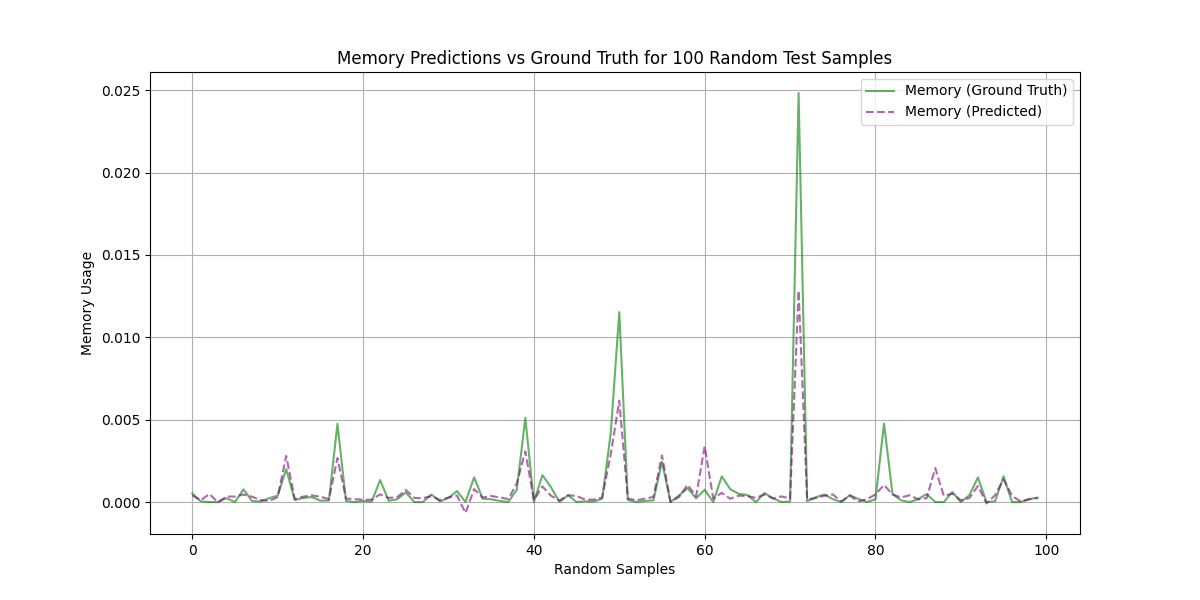 Memory Predictions vs Ground Truth for 100 Random Test Samples
Memory (Ground Truth)
Memory (Predicted)
Memory Usage
0.025
0.020
0.015
0.010
0.005
0.000
0 20 40 60 80 100
Random Samples